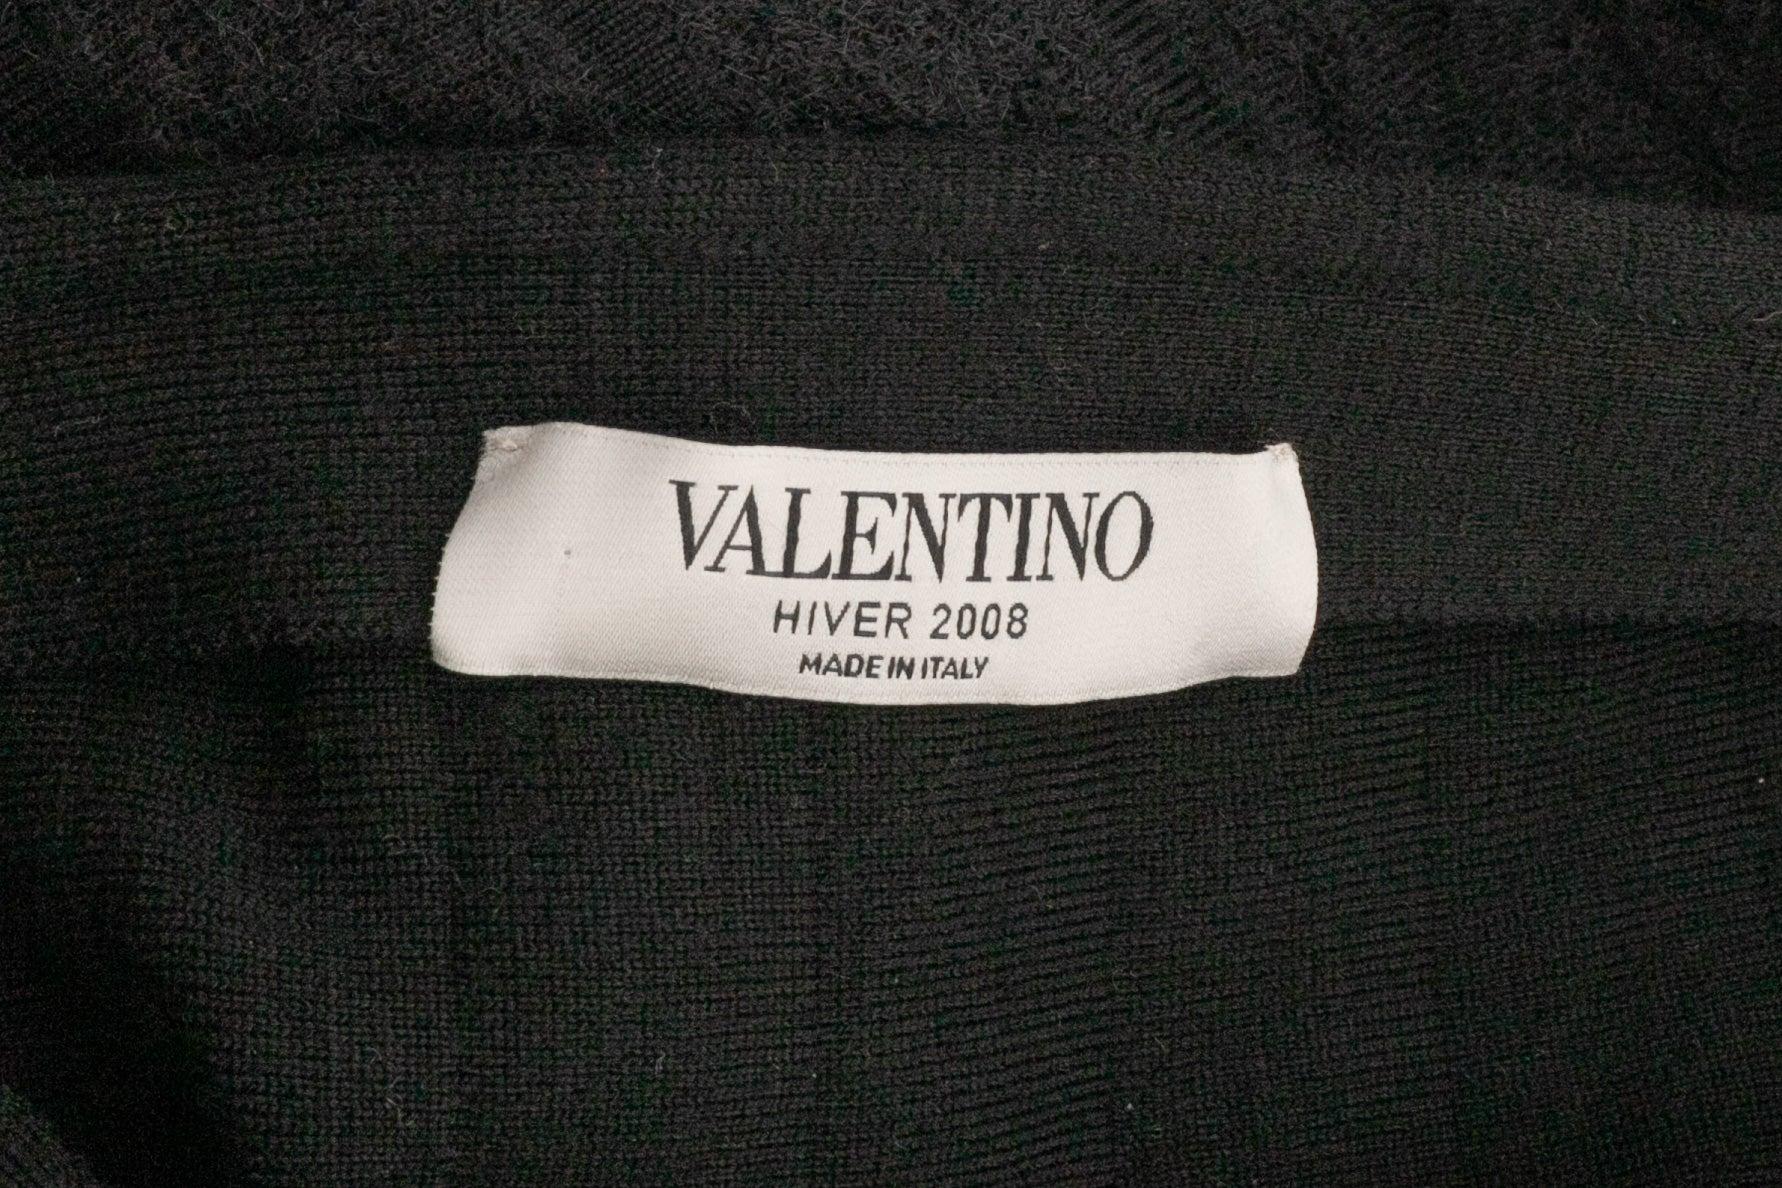 VALENTINO
HIVER 2008
MADE IN ITALY